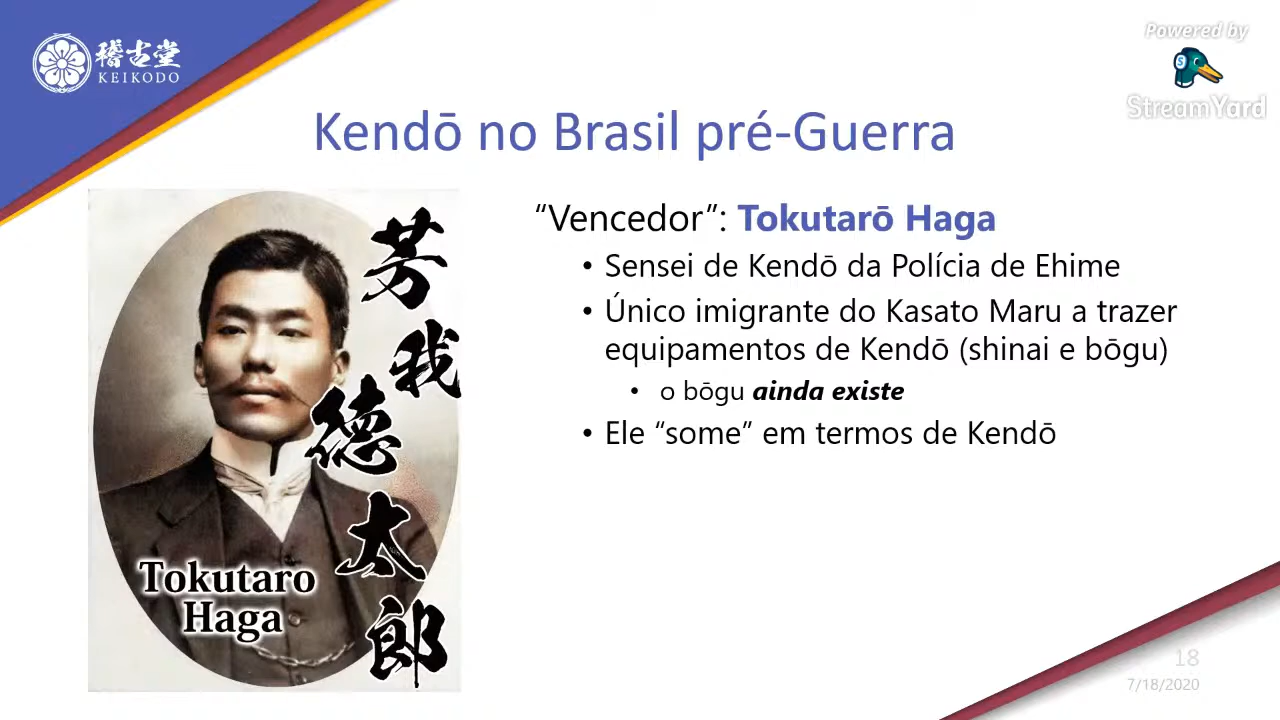 稽古堂
KEIKODO
Powered by
StreamYard
Kendō no Brasil pré-Guerra
芳我徳太郎
Tokutaro
Haga
“Vencedor”: Tokutarō Haga
• Sensei de Kendō da Polícia de Ehime
• Único imigrante do Kasato Maru a trazer
equipamentos de Kendō (shinai e bōgu)
• o bōgu ainda existe
• Ele “some” em termos de Kendō
18
7/18/2020